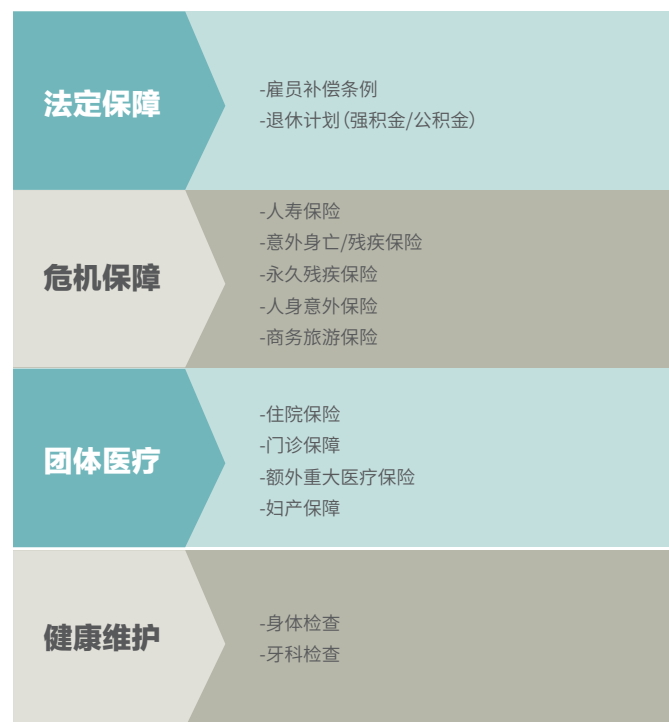 法定保障
-雇员补偿条例
-退休计划（强积金/公积金）
危机保障
-人寿保险
-意外身亡/残疾保险
-永久残疾保险
-人身意外保险
-商务旅游保险
团体医疗
-住院保险
-门诊保障
-额外重大医疗保险
-妇产保障
健康维护
-身体检查
-牙科检查